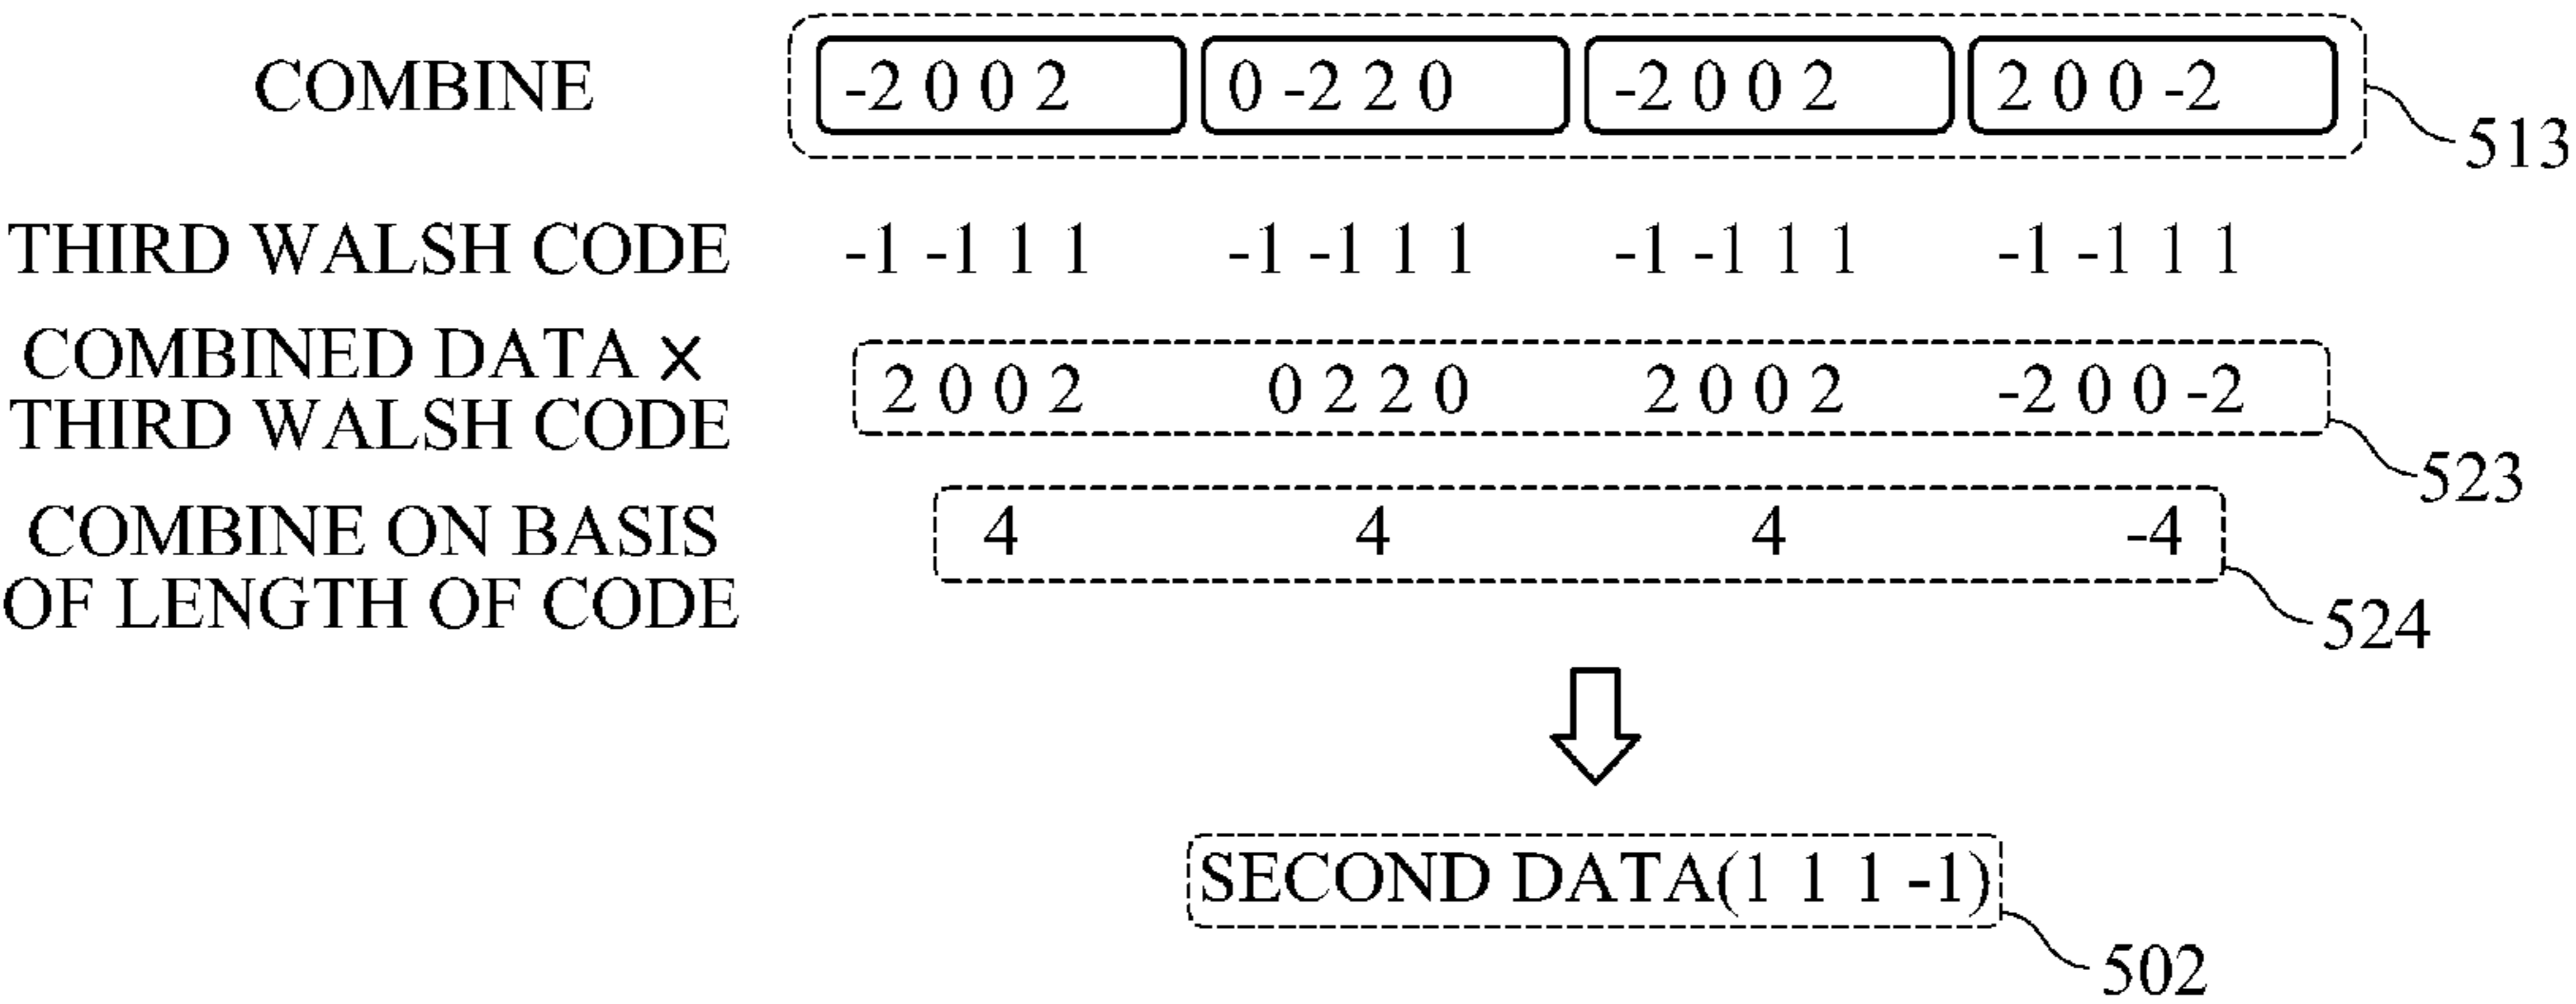 COMBINE -2 0 0 2 0 -2 2 0 -2 0 0 2 2 0 0 -2
513
THIRD WALSH CODE -1 -1 1 1 -1 -1 1 1 -1 -1 1 1 -1 -1 1 1
COMBINED DATA ×
THIRD WALSH CODE 2 0 0 2 0 2 2 0 2 0 0 2 -2 0 0 -2
523
COMBINE ON BASIS
OF LENGTH OF CODE 4 4 4 -4
524
SECOND DATA(1 1 1 -1)
502